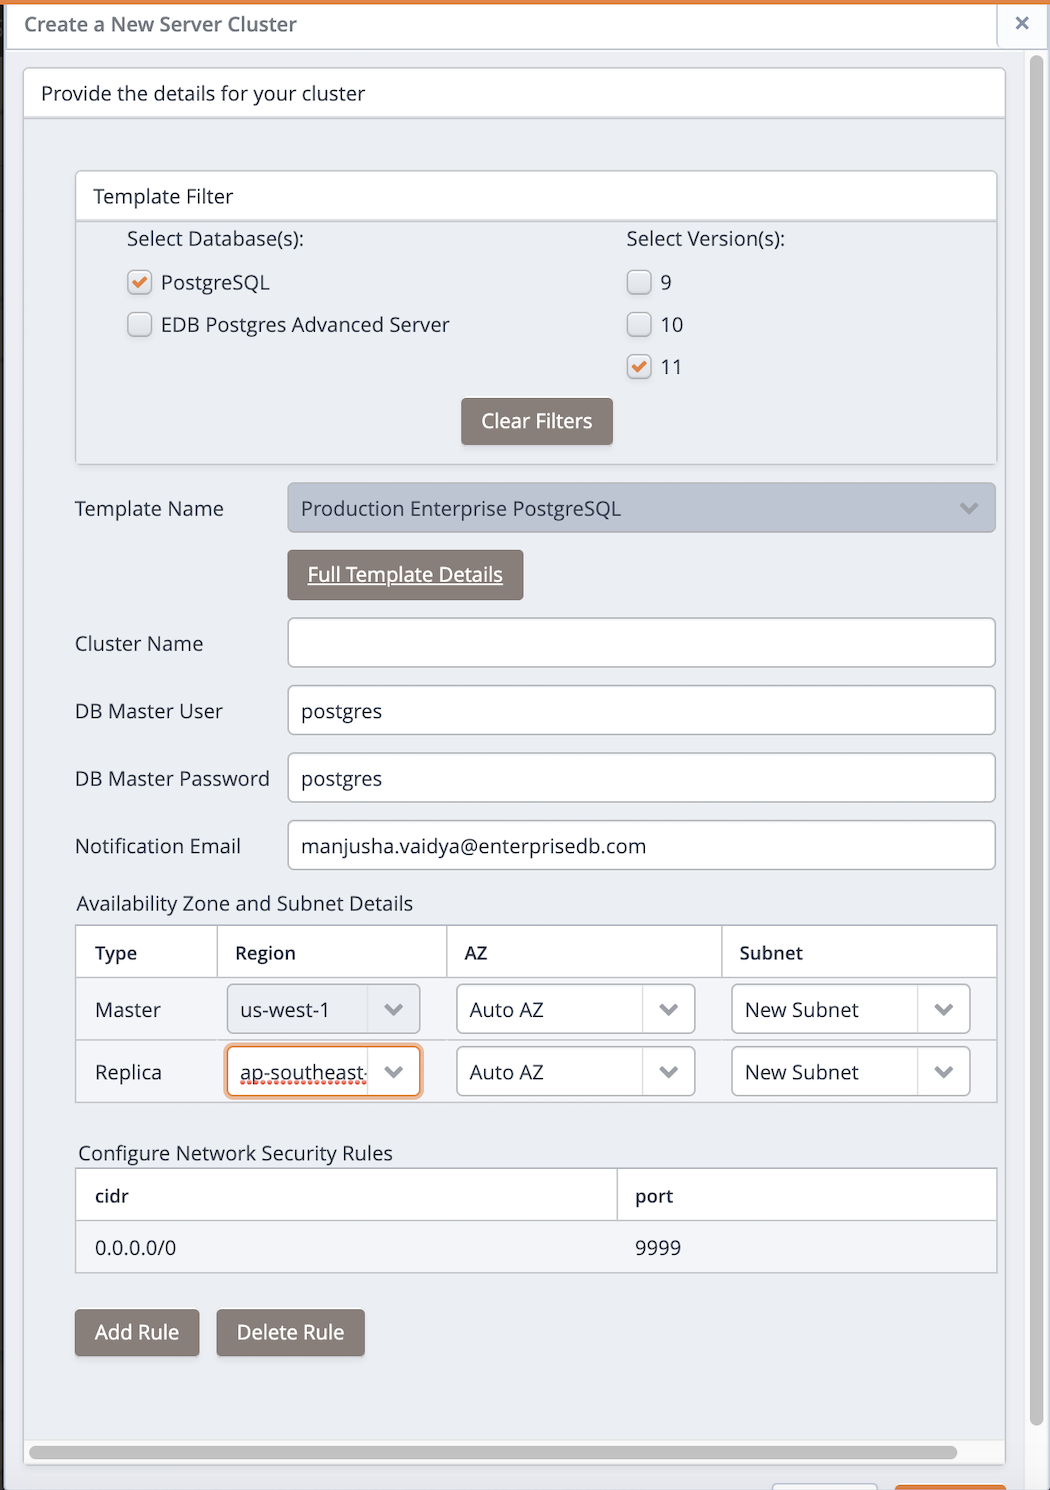 Create a New Server Cluster
Provide the details for your cluster
Template Filter
Select Database(s): Select Version(s):
PostgreSQL 9
EDB Postgres Advanced Server 10
11
Clear Filters
Template Name Production Enterprise PostgreSQL
Full Template Details
Cluster Name
DB Master User postgres
DB Master Password postgres
Notification Email manjusha.vaidya@enterprisedb.com
Availability Zone and Subnet Details
Type Region AZ Subnet
Master us-west-1 Auto AZ New Subnet
Replica ap-southeast- Auto AZ New Subnet
Configure Network Security Rules
cidr port
0.0.0.0/0 9999
Add Rule Delete Rule